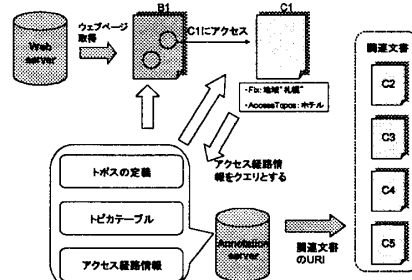 B1
C1
ウェブページ
取得
C1にアクセス
Web
server
関連文書
・Fix: 地域"札幌"
・AccessTopos: ホテル
C2
C3
アクセス経路情
報をクエリとする
トポスの定義
トピカテーブル
アクセス経路情報
C4
Annotation
server
関連文書
のURI
C5